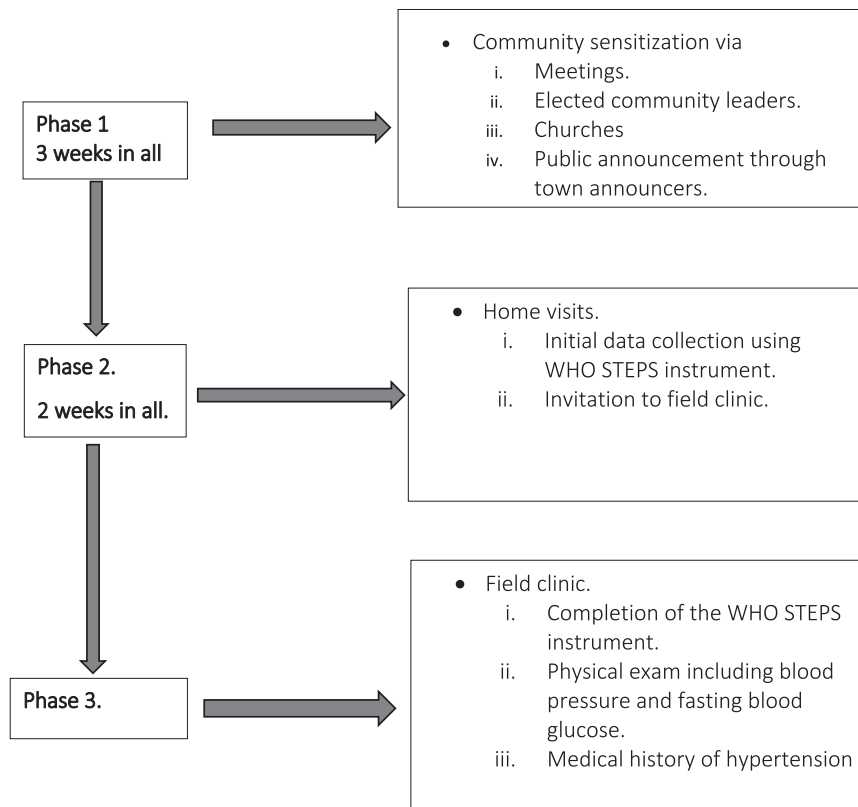 Phase 1
3 weeks in all
• Community sensitization via
i. Meetings.
ii. Elected community leaders.
iii. Churches
iv. Public announcement through
town announcers.
Phase 2.
2 weeks in all.
• Home visits.
i. Initial data collection using
WHO STEPS instrument.
ii. Invitation to field clinic.
Phase 3.
• Field clinic.
i. Completion of the WHO STEPS
instrument.
ii. Physical exam including blood
pressure and fasting blood
glucose.
iii. Medical history of hypertension